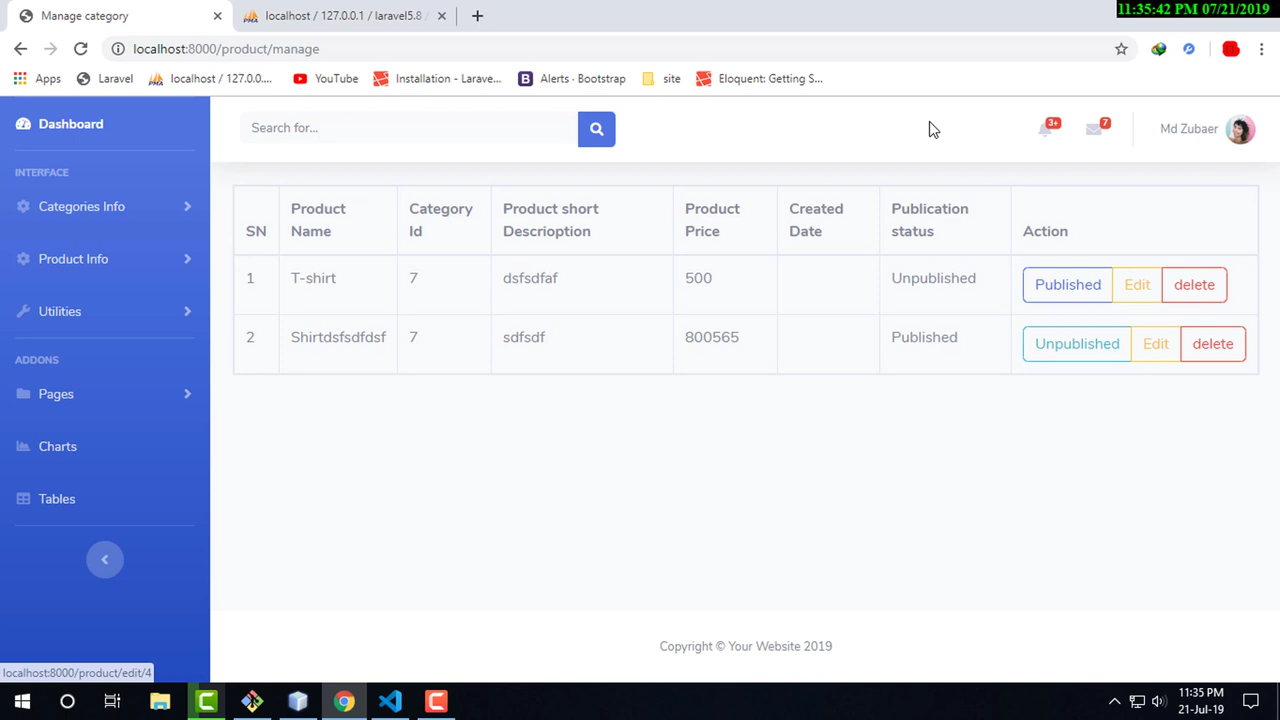 Manage category
localhost / 127.0.0.1 / laravel5.8
11:35:42 PM 07/21/2019
localhost:8000/product/manage
Apps
Laravel
localhost / 127.0.0....
YouTube
Installation - Larave...
Alerts · Bootstrap
site
Eloquent: Getting S...
Dashboard
Search for...
3+
7
Md Zubaer
INTERFACE
Categories Info
Product Info
Utilities
ADDONS
Pages
Charts
Tables
SN Product Name Category Id Product short Descrioption Product Price Created Date Publication status Action
1 T-shirt 7 dsfsdfaf 500 Unpublished Published Edit delete
2 Shirtdsfsdfdsf 7 sdfsdf 800565 Published Unpublished Edit delete
Copyright © Your Website 2019
localhost:8000/product/edit/4
11:35 PM
21-Jul-19